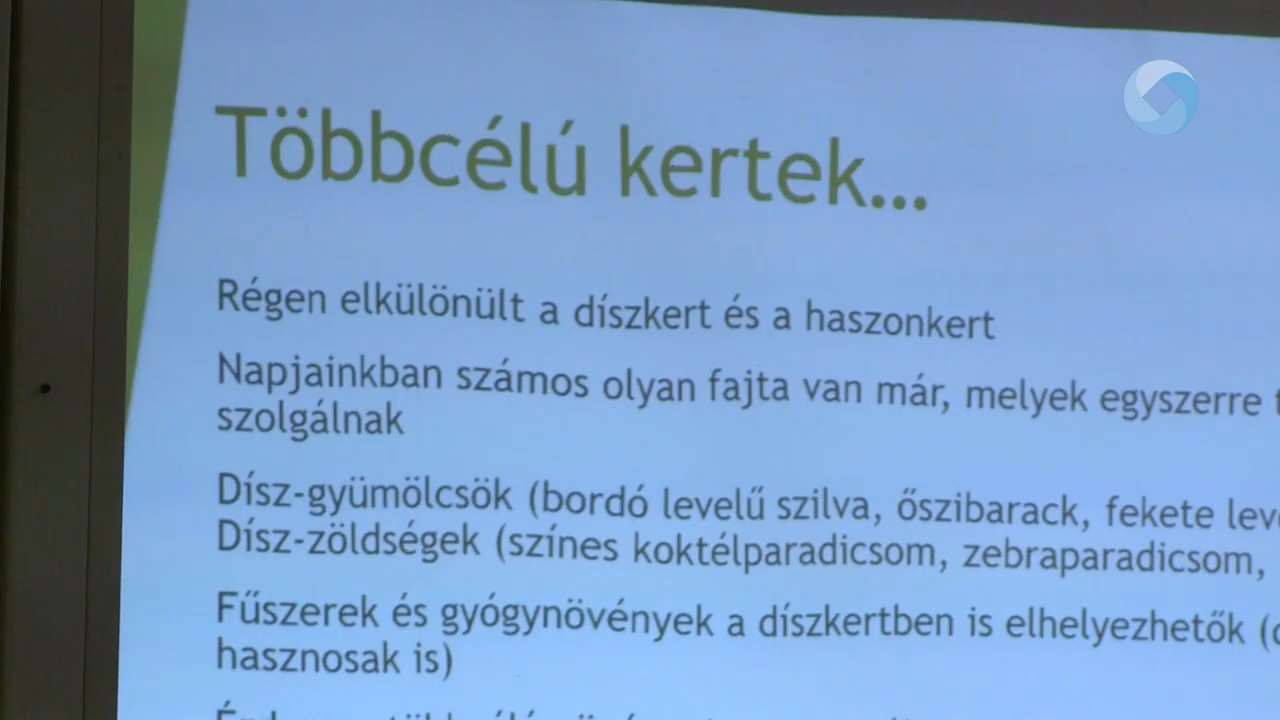 Többcélú kertek...
Régen elkülönült a díszkert és a haszonkert
Napjainkban számos olyan fajta van már, melyek egyszerre
szolgálnak
Dísz-gyümölcsök (bordó levelű szilva, őszibarack, fekete
Dísz-zöldségek (színes koktélparadicsom, zebraparadicsom,
Fűszerek és gyógynövények a díszkertben is elhelyezhetők
hasznosak is)